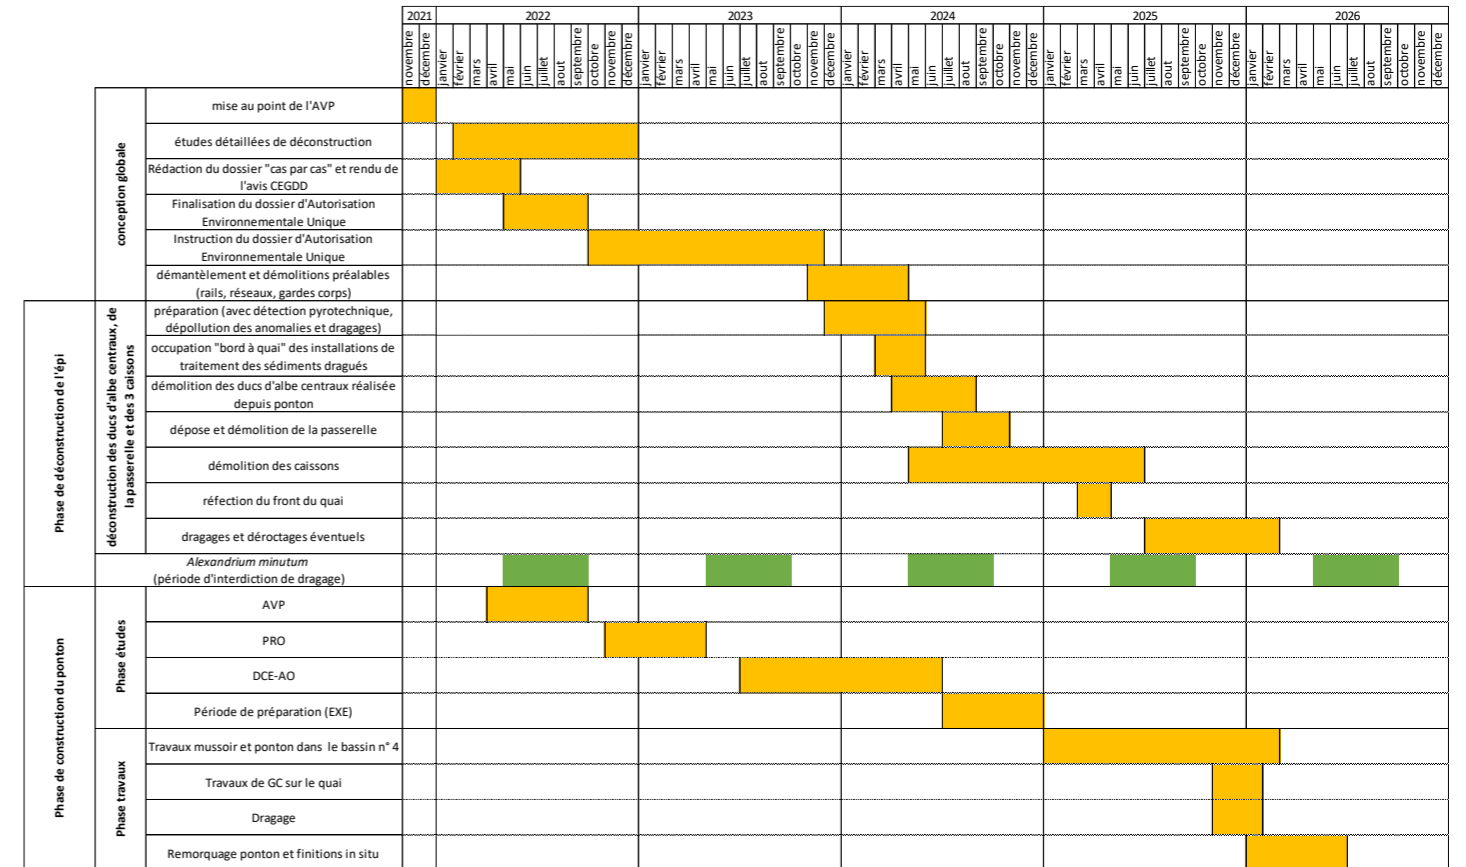 2021 2022 2023 2024 2025 2026
novembre décembre janvier février mars avril mai juin juillet aout septembre octobre novembre décembre janvier février mars avril mai juin juillet aout septembre octobre novembre décembre janvier février mars avril mai juin juillet aout septembre octobre novembre décembre janvier février mars avril mai juin juillet aout septembre octobre novembre décembre janvier février mars avril mai juin juillet aout septembre octobre novembre décembre
conception globale
mise au point de l'AVP
études détaillées de déconstruction
Rédaction du dossier "cas par cas" et rendu de
l'avis CEGDD
Finalisation du dossier d'Autorisation
Environnementale Unique
Instruction du dossier d'Autorisation
Environnementale Unique
démantèlement et démolitions préalables
(rails, réseaux, gardes corps)
Phase de déconstruction de l'épi
déconstruction des ducs d'albe centraux, de
la passerelle et des 3 caissons
préparation (avec détection pyrotechnique,
dépollution des anomalies et dragages)
occupation "bord à quai" des installations de
traitement des sédiments dragués
démolition des ducs d'albe centraux réalisée
depuis ponton
dépose et démolition de la passerelle
démolition des caissons
réfection du front du quai
dragages et déroctages éventuels
Alexandrium minutum
(période d'interdiction de dragage)
Phase de construction du ponton
Phase études
AVP
PRO
DCE-AO
Période de préparation (EXE)
Phase travaux
Travaux mussoir et ponton dans le bassin n° 4
Travaux de GC sur le quai
Dragage
Remorquage ponton et finitions in situ